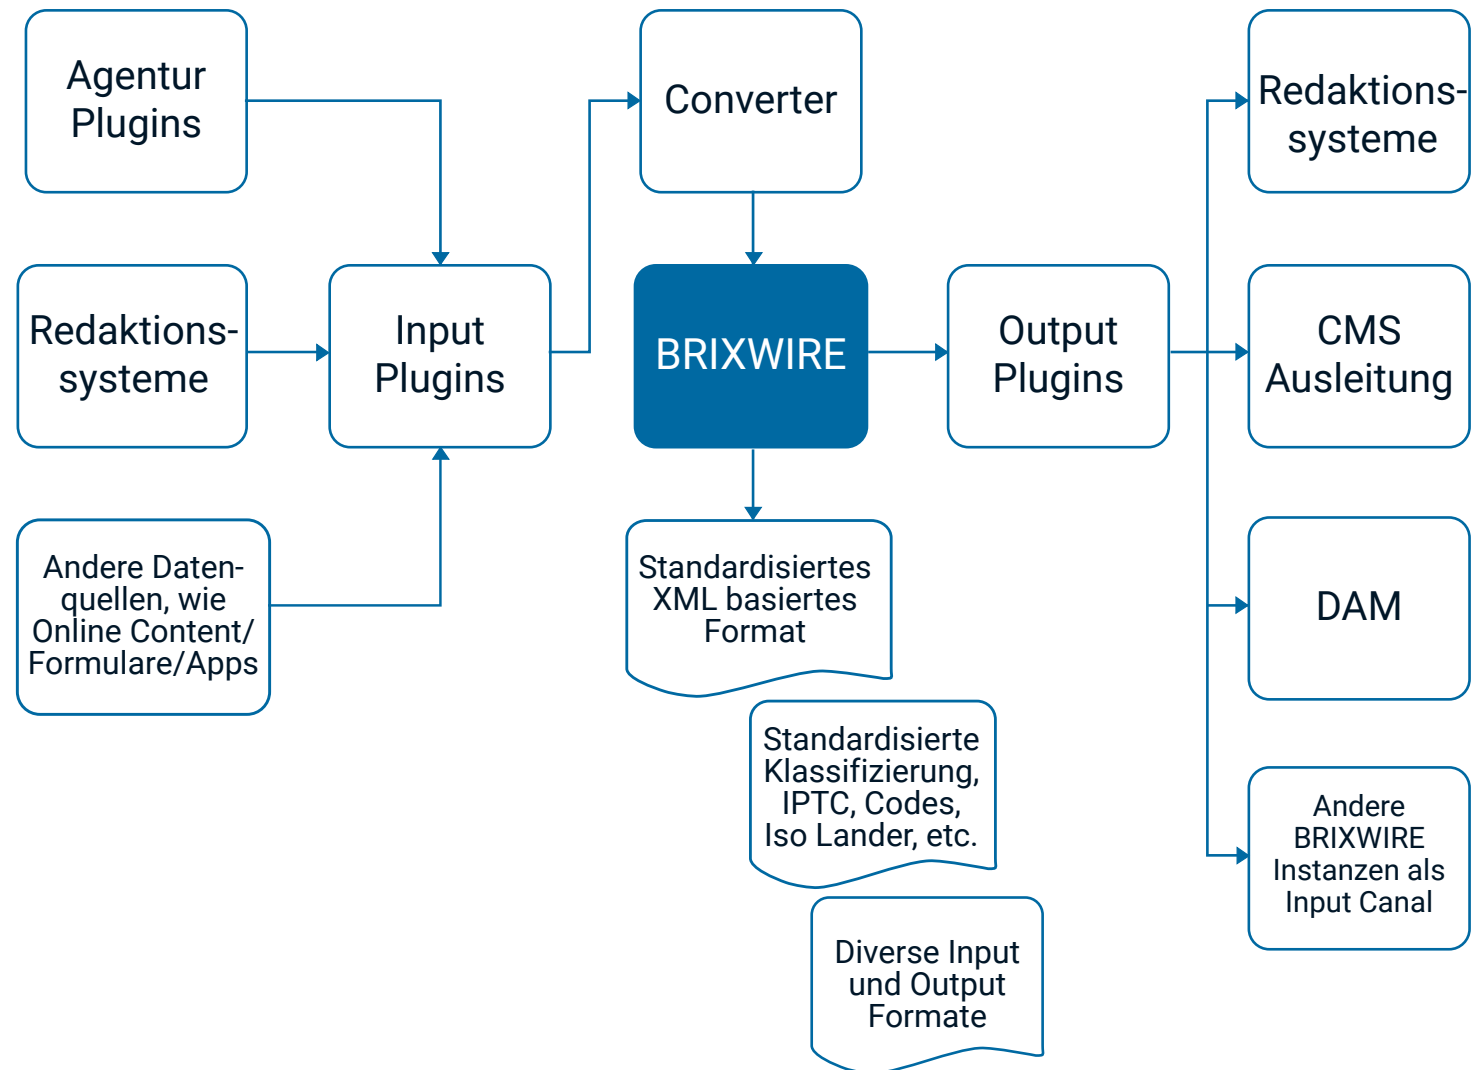 Agentur
Plugins
Converter
Redaktions-
systeme
Redaktions-
systeme
Input
Plugins
BRIXWIRE
Output
Plugins
CMS
Ausleitung
Andere Daten-
quellen, wie
Online Content/
Formulare/Apps
Standardisiertes
XML basiertes
Format
DAM
Standardisierte
Klassifizierung,
IPTC, Codes,
Iso Lander, etc.
Andere
BRIXWIRE
Instanzen als
Input Canal
Diverse Input
und Output
Formate